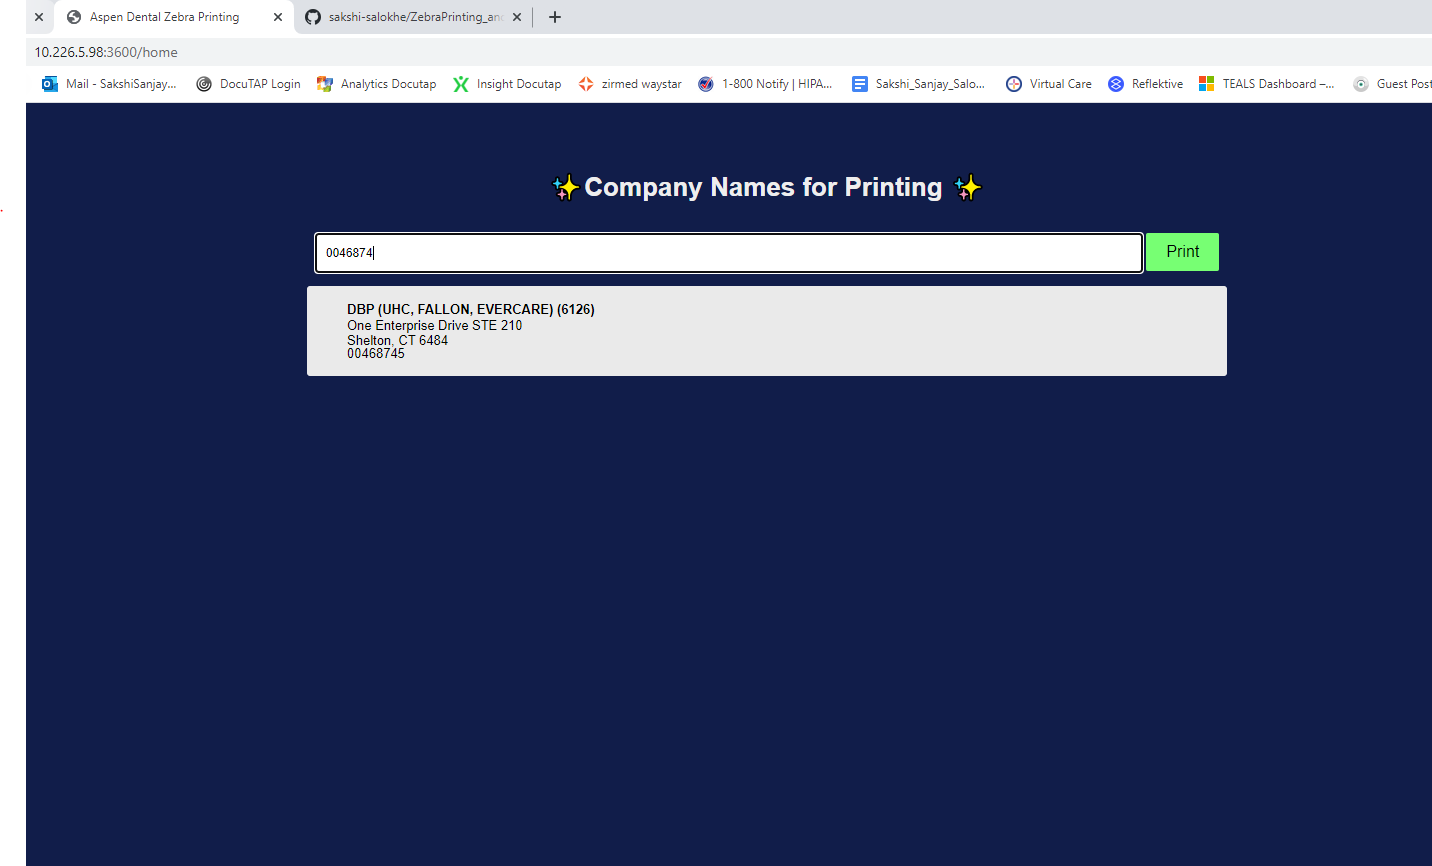 Aspen Dental Zebra Printing
sakshi-salokhe/ZebraPrinting_an
10.226.5.98:3600/home
Mail - SakshiSanjay...
DocuTAP Login
Analytics Docutap
Insight Docutap
zirmed waystar
1-800 Notify | HIPA...
Sakshi_Sanjay_Salo...
Virtual Care
Reflektive
TEALS Dashboard –...
Guest Post
✨Company Names for Printing ✨
0046874
Print
DBP (UHC, FALLON, EVERCARE) (6126)
One Enterprise Drive STE 210
Shelton, CT 6484
00468745